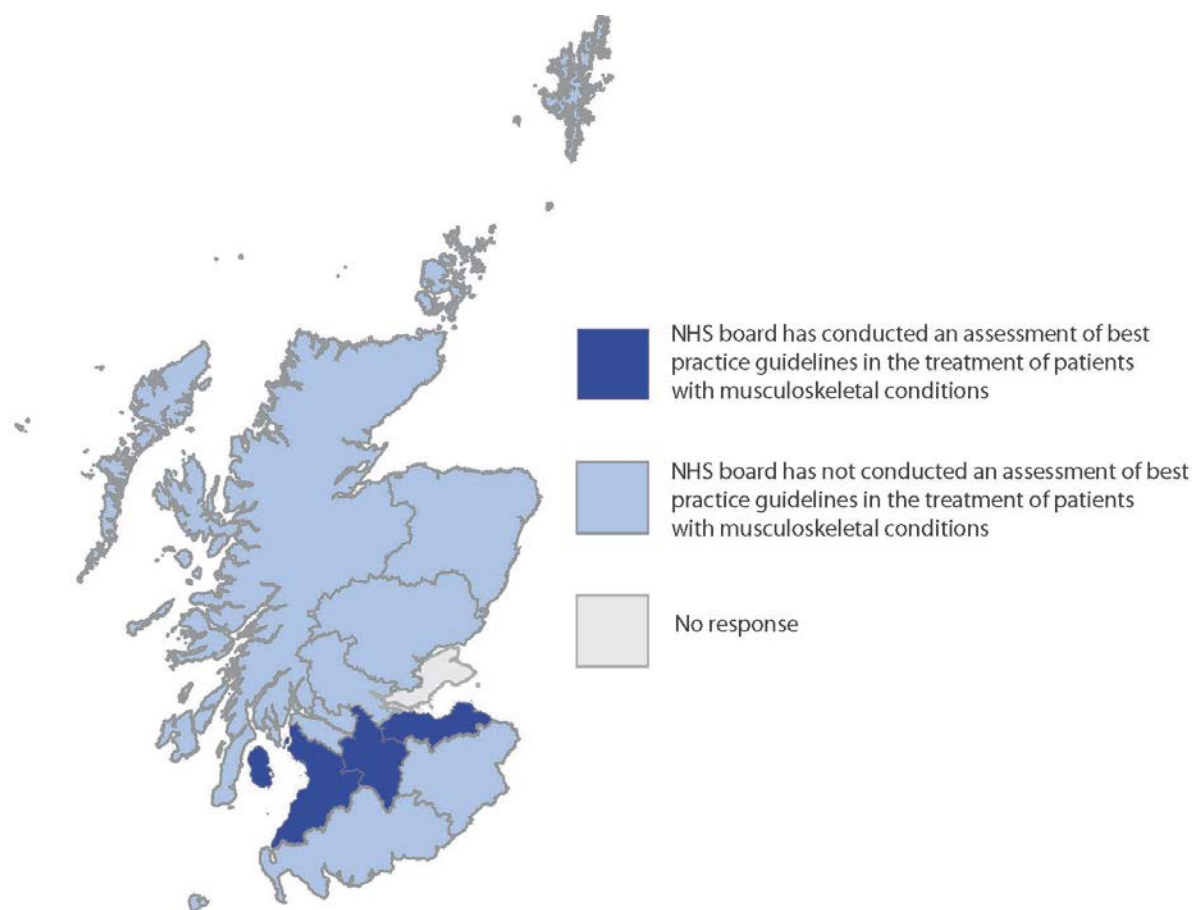 NHS board has conducted an assessment of best
practice guidelines in the treatment of patients
with musculoskeletal conditions
NHS board has not conducted an assessment of best
practice guidelines in the treatment of patients
with musculoskeletal conditions
No response